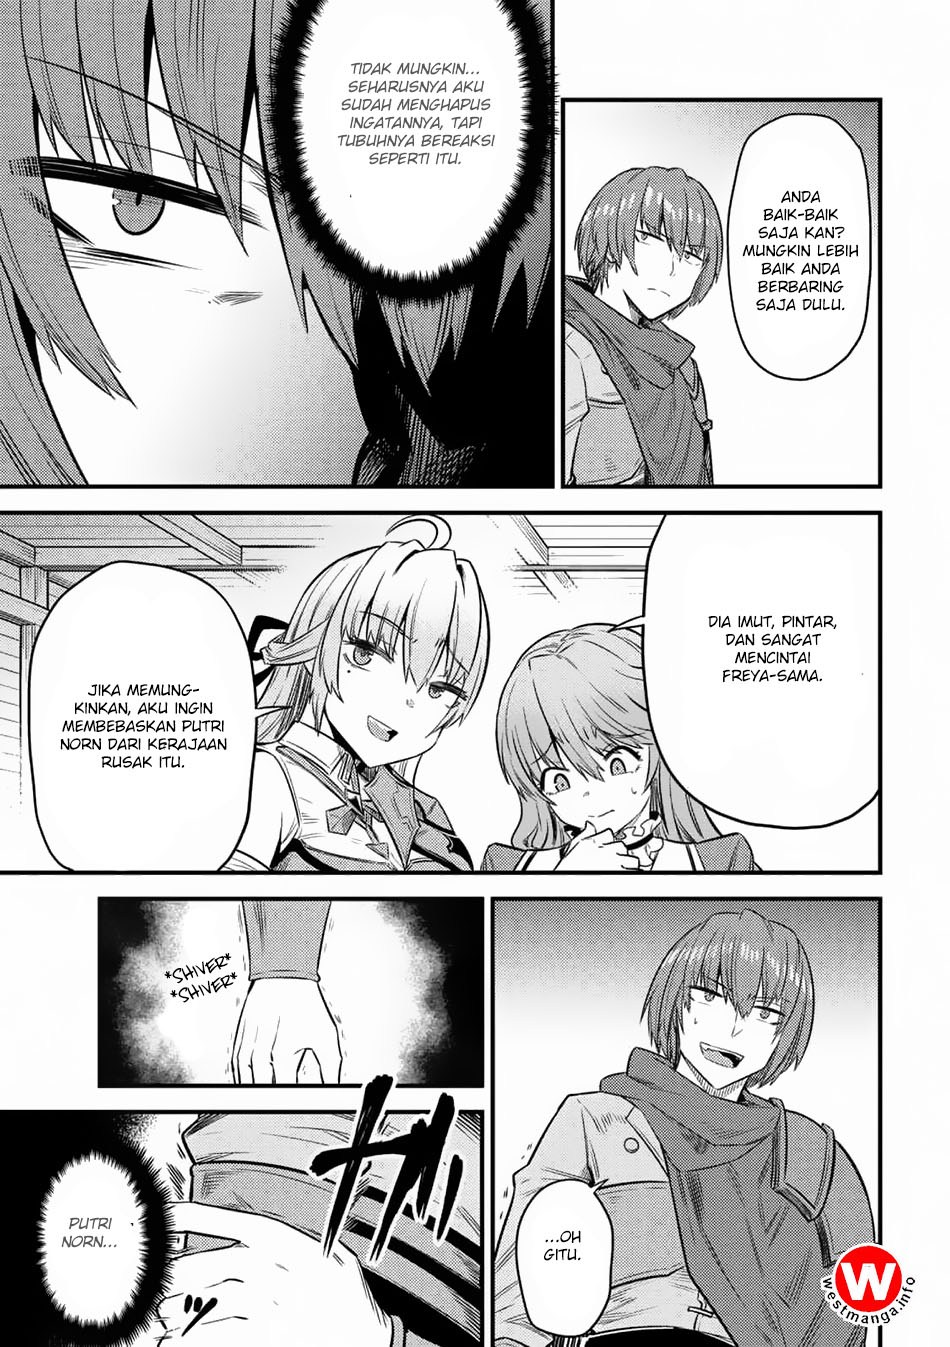 ANDA
BAIK-BAIK
SAJA KAN?
MUNGKIN LEBIH
BAIK ANDA
BERBARING
SAJA DULU.
TIDAK MUNGKIN...
SEHARUSNYA AKU
SUDAH MENGHAPUS
INGATANNYA, TAPI
TUBUHNYA BEREAKSI
SEPERTI ITU.
DIA IMUT, PINTAR,
DAN SANGAT
MENCINTAI
FREYA-SAMA.
JIKA MEMUNG-
KINKAN, AKU INGIN
MEMBEBASKAN PUTRI
NORN DARI KERAJAAN
RUSAK ITU.
...OH
GITU.
*SHIVER*
*SHIVER*
PUTRI
NORN...
W
westmanga.info